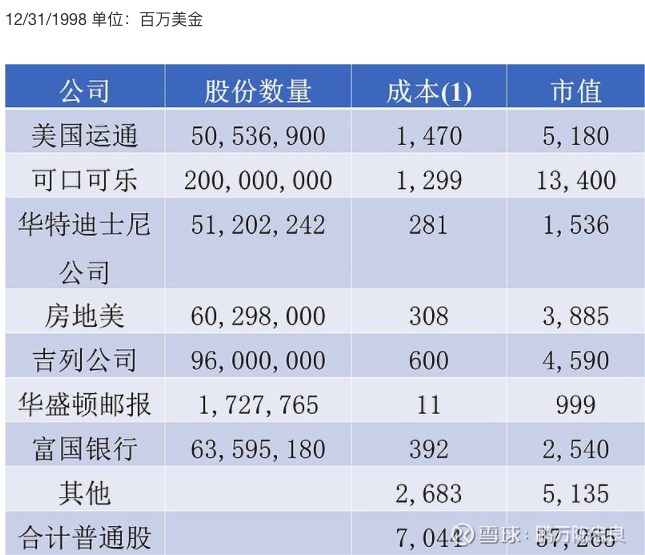 12/31/1998 单位：百万美金
公司 股份数量 成本(1) 市值
美国运通 50,536,900 1,470 5,180
可口可乐 200,000,000 1,299 13,400
华特迪士尼 51,202,242 281 1,536
公司
房地美 60,298,000 308 3,885
吉列公司 96,000,000 600 4,590
华盛顿邮报 1,727,765 11 999
富国银行 63,595,180 392 2,540
其他 2,683 5,135
合计普通股 7,044 37,265
雪球：